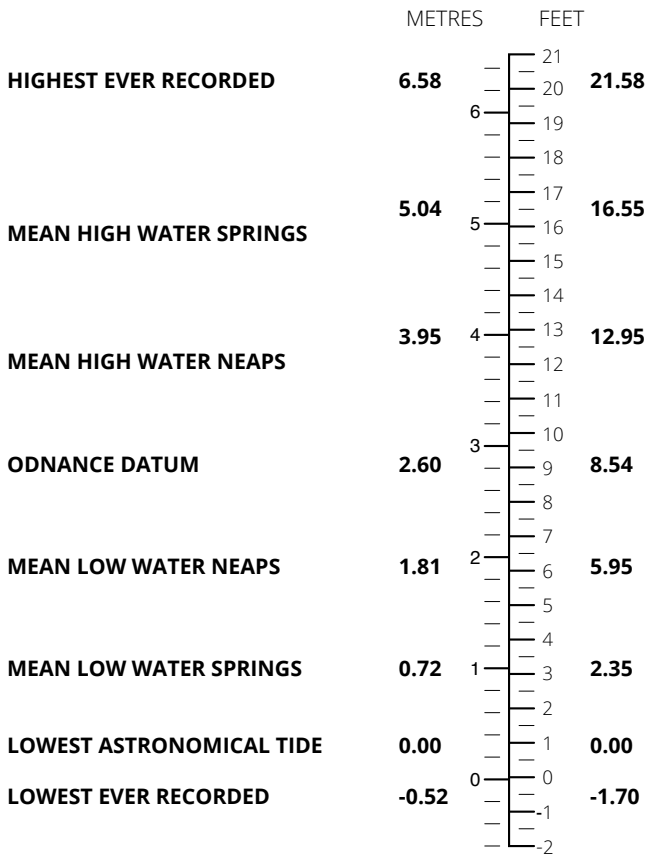 METRES FEET
21
HIGHEST EVER RECORDED 6.58 20 21.58
6
19
18
17
5.04 16.55
MEAN HIGH WATER SPRINGS 5 16
15
14
3.95 4 13 12.95
MEAN HIGH WATER NEAPS 12
11
10
3
ODNANCE DATUM 2.60 9 8.54
8
7
MEAN LOW WATER NEAPS 1.81 2 6 5.95
5
4
MEAN LOW WATER SPRINGS 0.72 1 3 2.35
2
LOWEST ASTRONOMICAL TIDE 0.00 1 0.00
0 0
LOWEST EVER RECORDED -0.52 -1.70
-1
-2